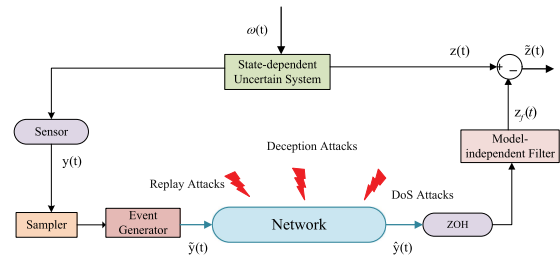 ω(t)
State-dependent
Uncertain System
z(t)
+
−
z̃(t)
z_f(t)
Sensor
y(t)
Model-
independent Filter
Deception Attacks
Replay Attacks
DoS Attacks
Sampler
Event
Generator
ỹ(t)
Network
ŷ(t)
ZOH